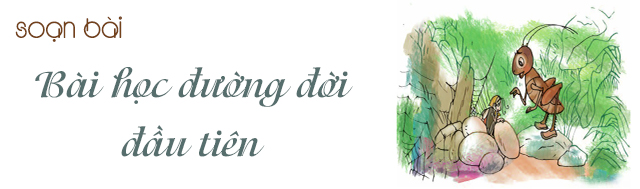 soạn bài
Bài học đường đời
đầu tiên